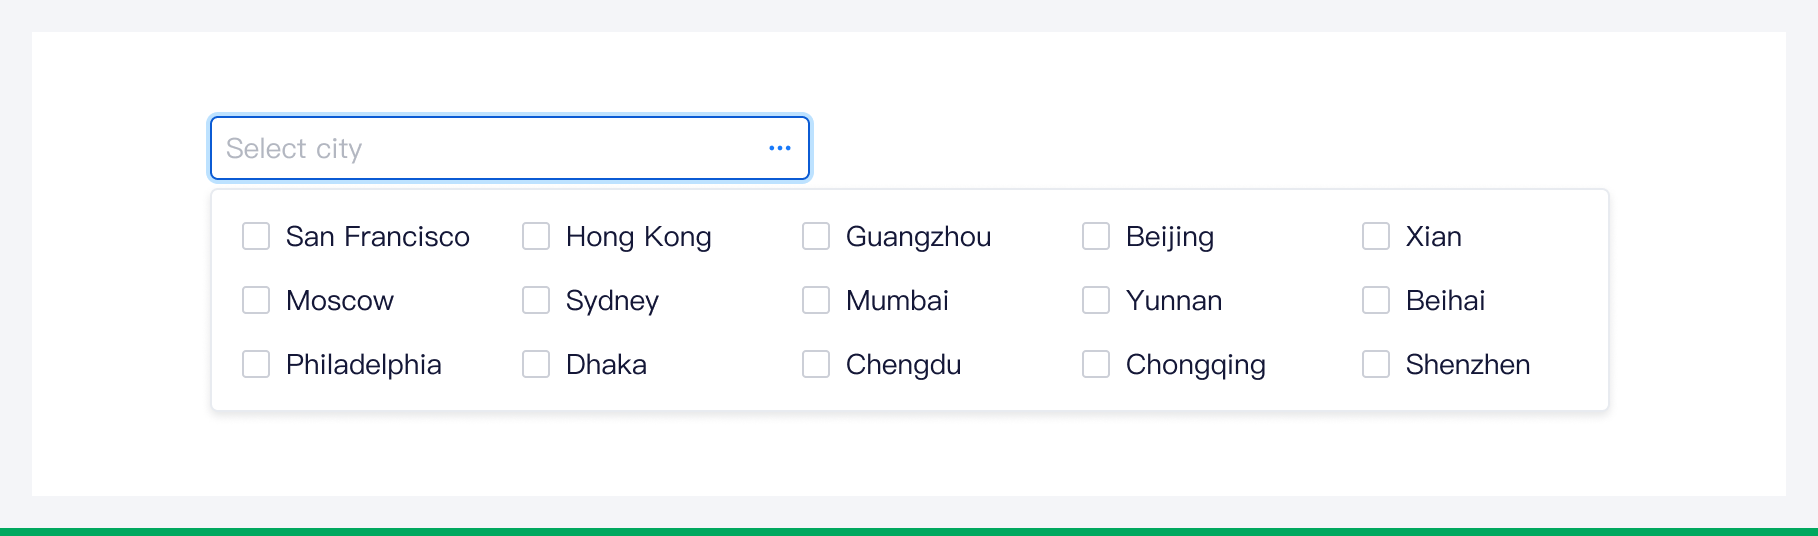 Select city
San Francisco Hong Kong Guangzhou Beijing Xian
Moscow Sydney Mumbai Yunnan Beihai
Philadelphia Dhaka Chengdu Chongqing Shenzhen